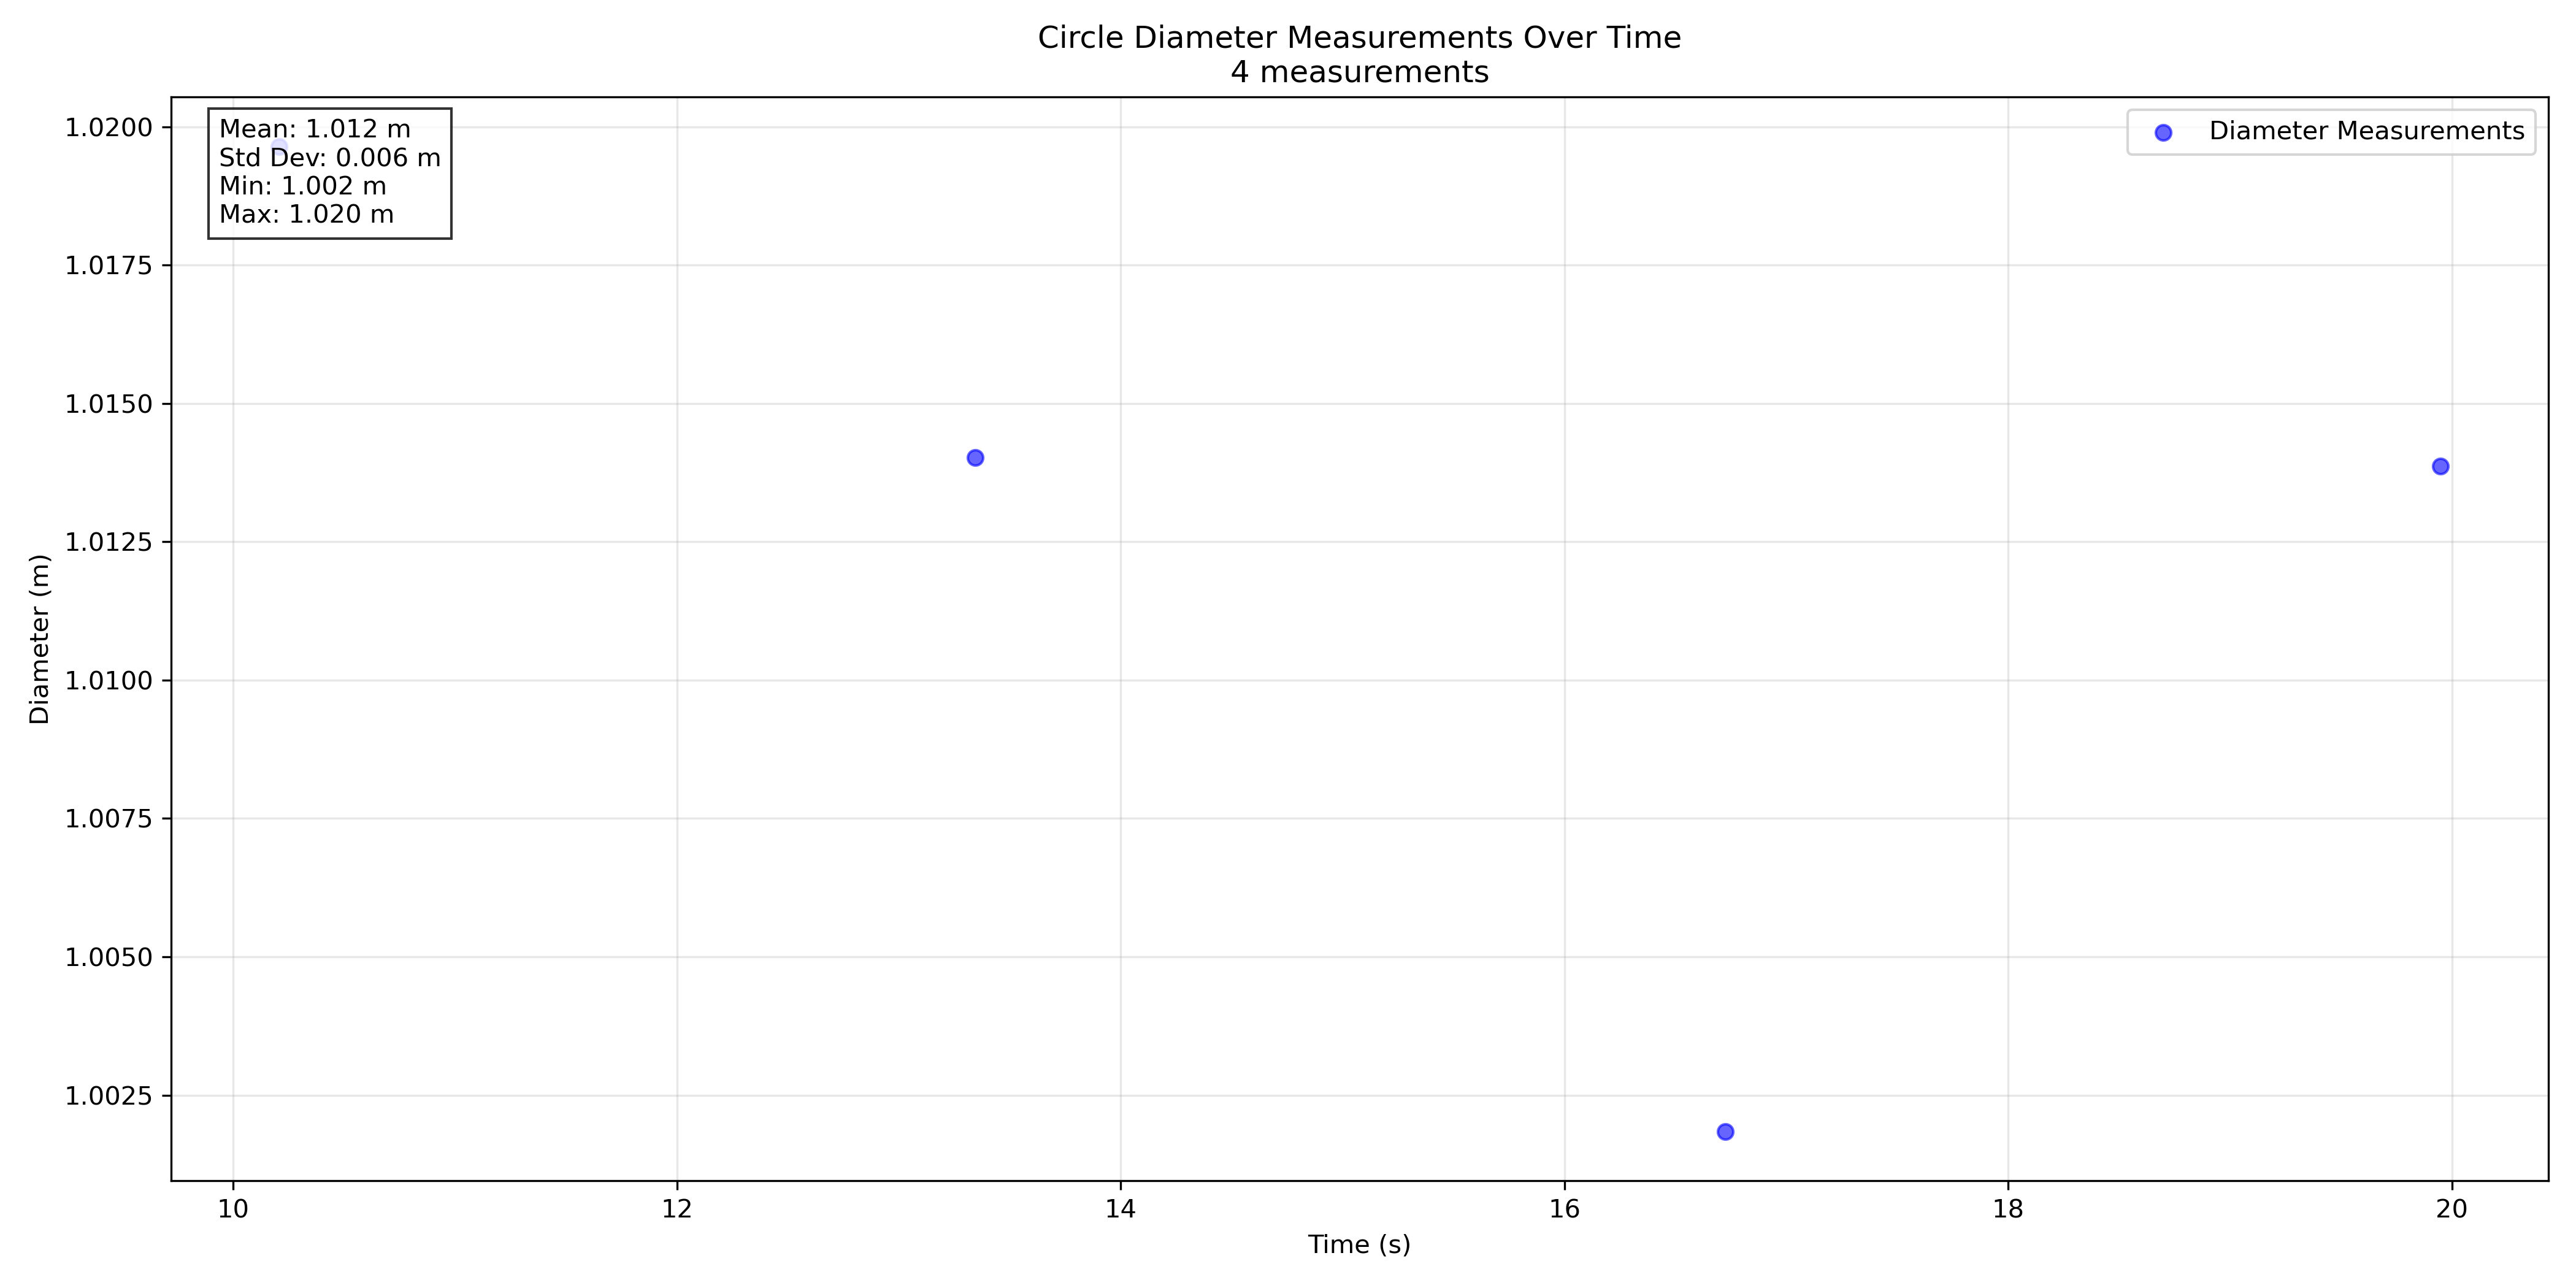 Circle Diameter Measurements Over Time
4 measurements
Mean: 1.012 m
Std Dev: 0.006 m
Min: 1.002 m
Max: 1.020 m
Diameter Measurements
Diameter (m)
1.0200
1.0175
1.0150
1.0125
1.0100
1.0075
1.0050
1.0025
10 12 14 16 18 20
Time (s)